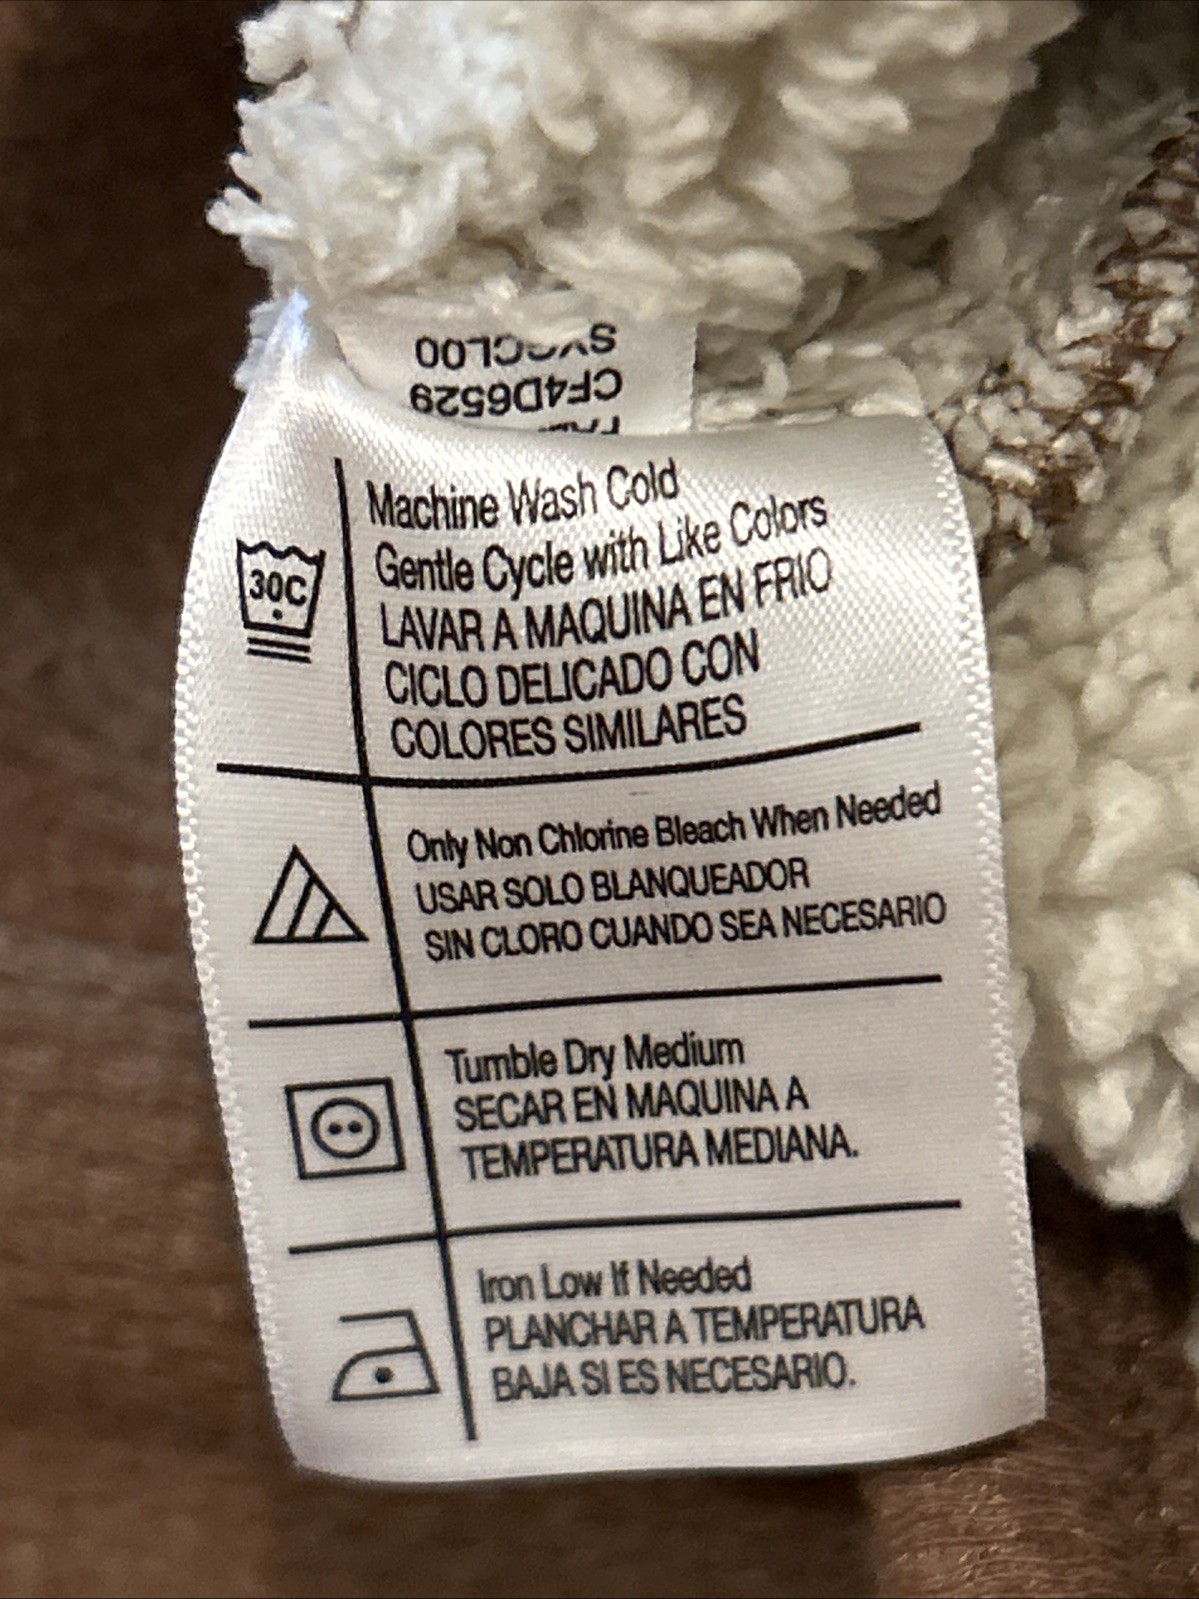 CF4D6529
30C
Machine Wash Cold
Gentle Cycle with Like Colors
LAVAR A MAQUINA EN FRIO
CICLO DELICADO CON
COLORES SIMILARES
Only Non Chlorine Bleach When Needed
USAR SOLO BLANQUEADOR
SIN CLORO CUANDO SEA NECESARIO
Tumble Dry Medium
SECAR EN MAQUINA A
TEMPERATURA MEDIANA.
Iron Low If Needed
PLANCHAR A TEMPERATURA
BAJA SI ES NECESARIO.